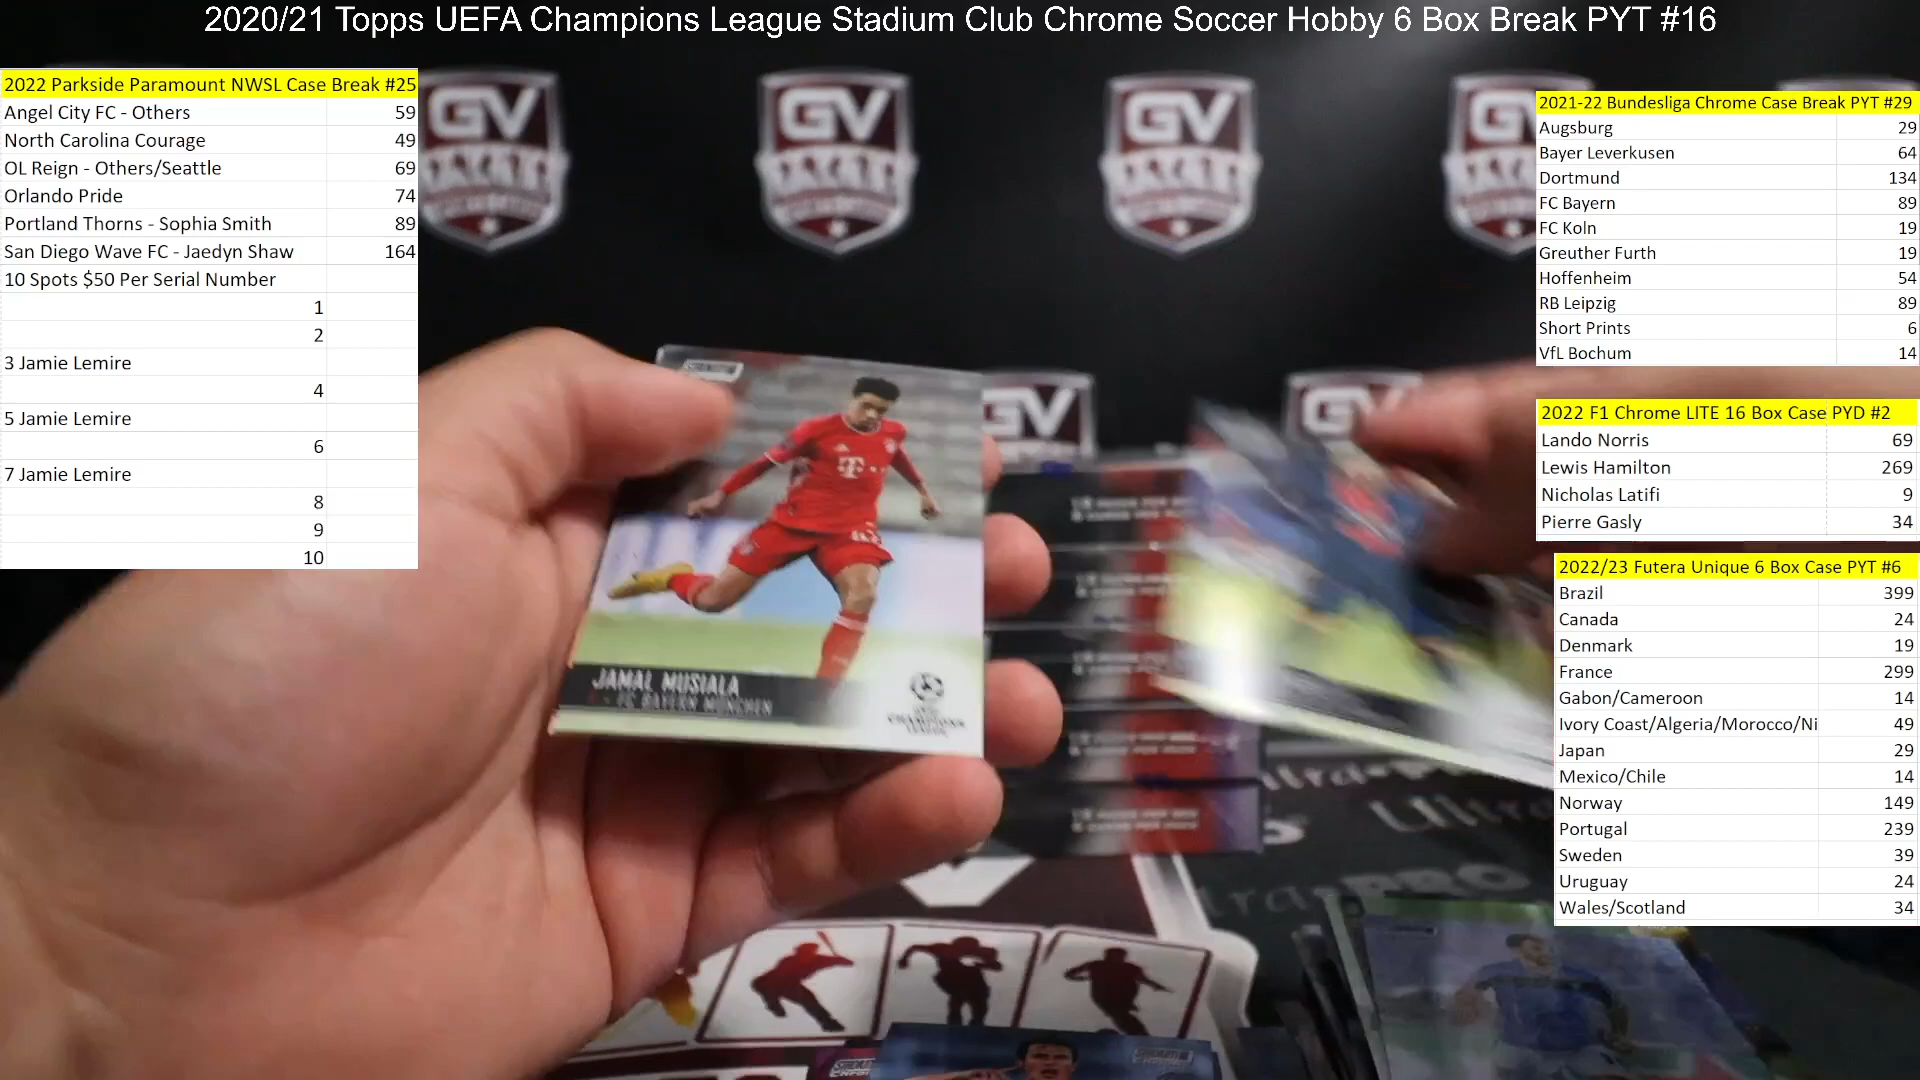 2020/21 Topps UEFA Champions League Stadium Club Chrome Soccer Hobby 6 Box Break PYT #16
2022 Parkside Paramount NWSL Case Break #25
Angel City FC - Others 59
North Carolina Courage 49
OL Reign - Others/Seattle 69
Orlando Pride 74
Portland Thorns - Sophia Smith 89
San Diego Wave FC - Jaedyn Shaw 164
10 Spots $50 Per Serial Number
1
2
3 Jamie Lemire
4
5 Jamie Lemire
6
7 Jamie Lemire
8
9
10
2021-22 Bundesliga Chrome Case Break PYT #29
Augsburg 29
Bayer Leverkusen 64
Dortmund 134
FC Bayern 89
FC Koln 19
Greuther Furth 19
Hoffenheim 54
RB Leipzig 89
Short Prints 6
VfL Bochum 14
2022 F1 Chrome LITE 16 Box Case PYD #2
Lando Norris 69
Lewis Hamilton 269
Nicholas Latifi 9
Pierre Gasly 34
2022/23 Futera Unique 6 Box Case PYT #6
Brazil 399
Canada 24
Denmark 19
France 299
Gabon/Cameroon 14
Ivory Coast/Algeria/Morocco/Ni 49
Japan 29
Mexico/Chile 14
Norway 149
Portugal 239
Sweden 39
Uruguay 24
Wales/Scotland 34
GV
GV
GV
GV
GV
T
JAMAL MUSIALA
FC BAYERN MÜNCHEN
CHAMPIONS
LEAGUE